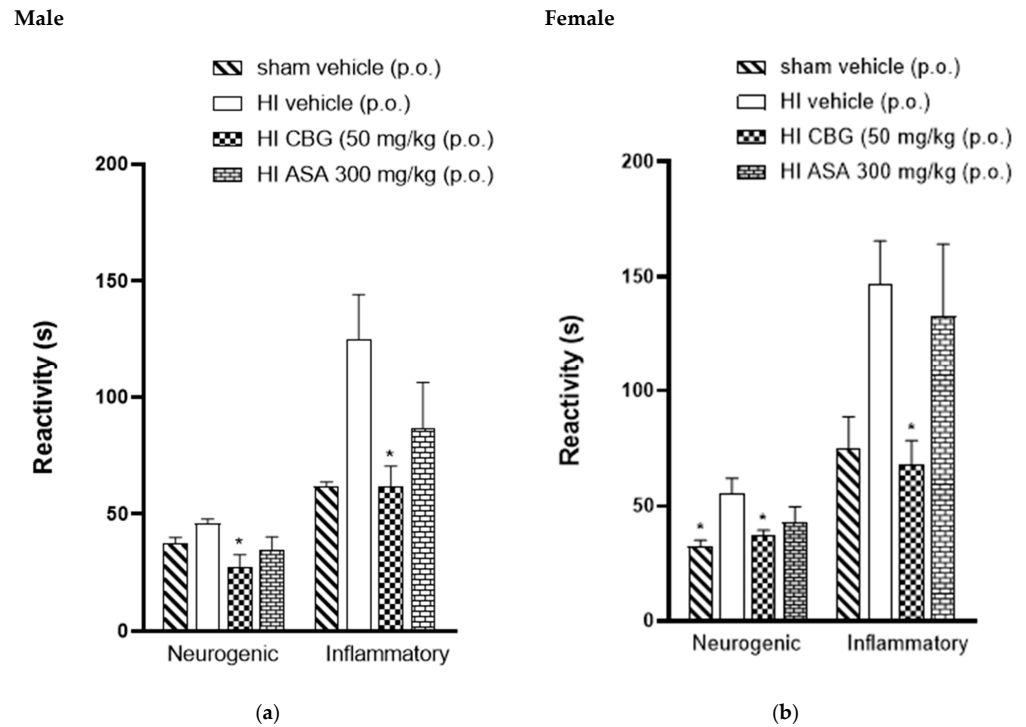 Male
sham vehicle (p.o.)
HI vehicle (p.o.)
HI CBG (50 mg/kg (p.o.)
HI ASA 300 mg/kg (p.o.)
200
150
100
50
0
Reactivity (s)
*
*
Neurogenic
Inflammatory
(a)
Female
sham vehicle (p.o.)
HI vehicle (p.o.)
HI CBG (50 mg/kg (p.o.)
HI ASA 300 mg/kg (p.o.)
200
150
100
50
0
Reactivity (s)
*
*
*
Neurogenic
Inflammatory
(b)